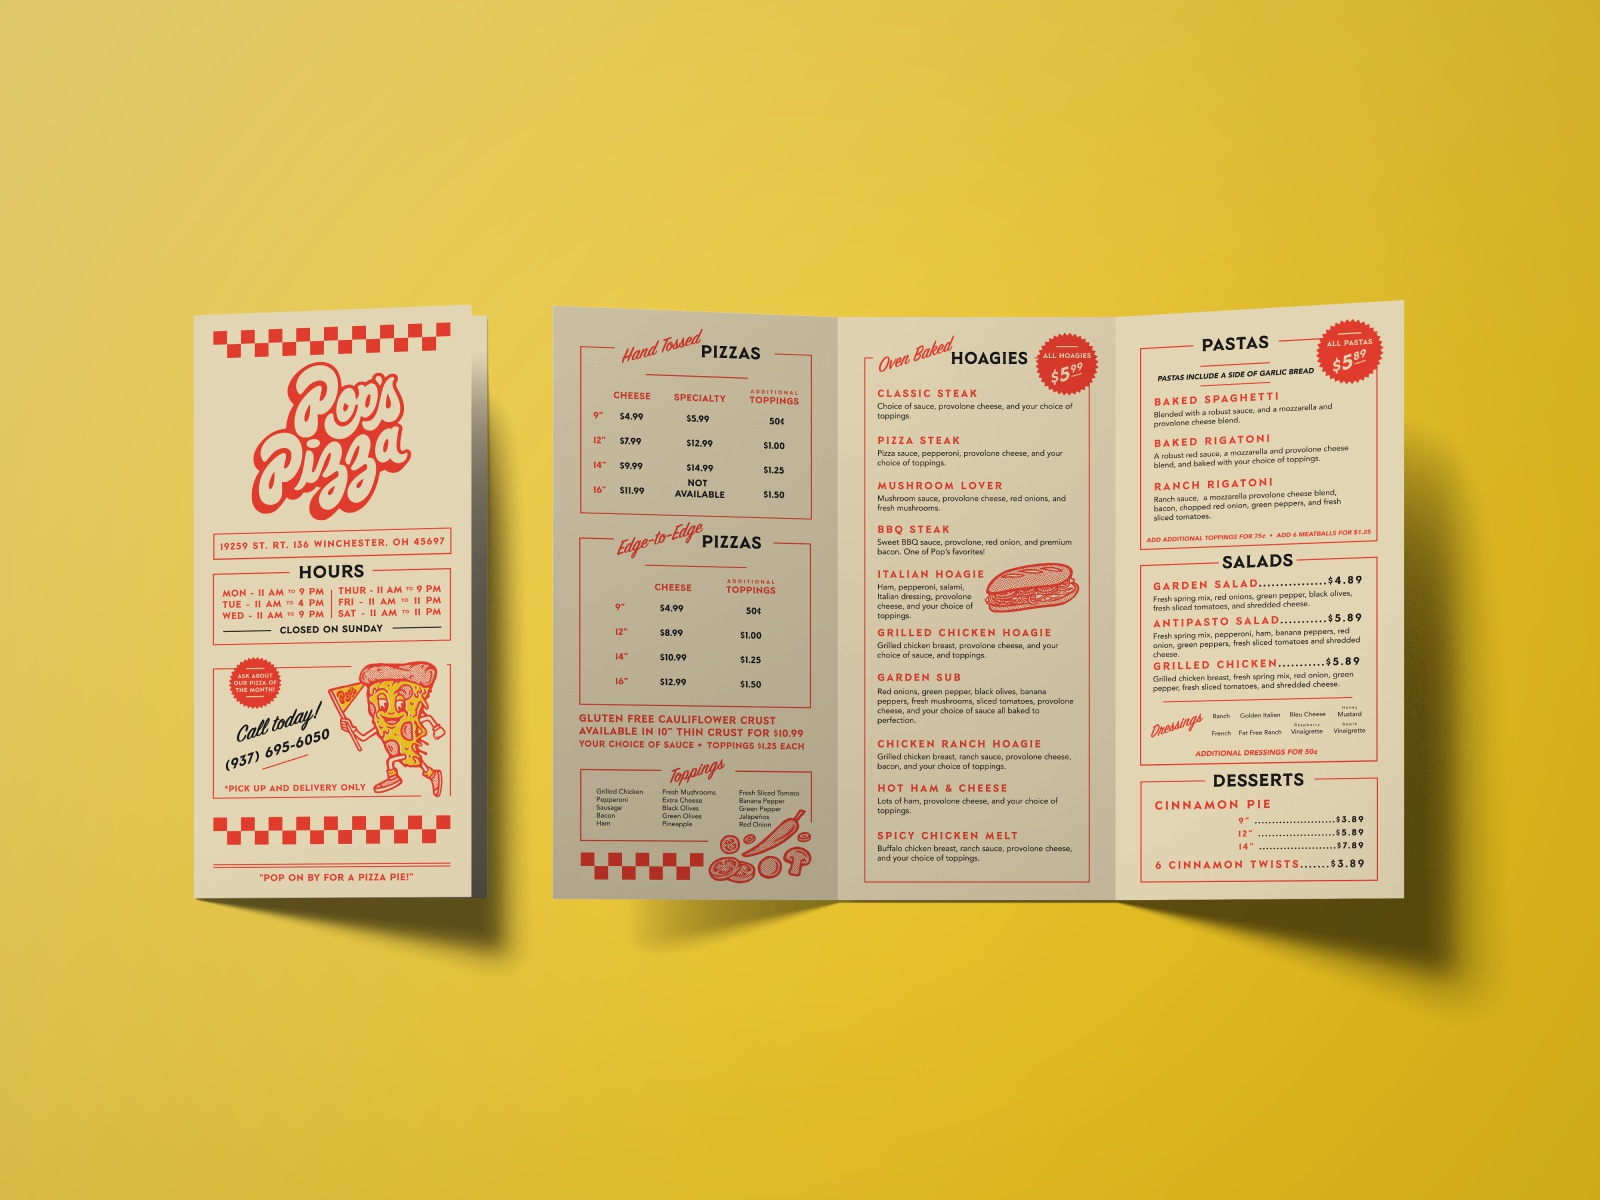 Pop's
Pizza
19259 ST. RT. 136 WINCHESTER, OH 45697
HOURS
MON - 11 AM TO 9 PM
TUE - 11 AM TO 4 PM
WED - 11 AM TO 9 PM
THUR - 11 AM TO 9 PM
FRI - 11 AM TO 11 PM
SAT - 11 AM TO 11 PM
CLOSED ON SUNDAY
ASK ABOUT
OUR PIZZA OF
THE MONTH!
Pop's
Call today!
(937) 695-6050
*PICK UP AND DELIVERY ONLY
"POP ON BY FOR A PIZZA PIE!"
Hand Tossed PIZZAS
CHEESE SPECIALTY ADDITIONAL TOPPINGS
9" $4.99 $5.99 50¢
12" $7.99 $12.99 $1.00
14" $9.99 $14.99 $1.25
16" $11.99 NOT AVAILABLE $1.50
Edge-to-Edge PIZZAS
CHEESE ADDITIONAL TOPPINGS
9" $4.99 50¢
12" $8.99 $1.00
14" $10.99 $1.25
16" $12.99 $1.50
GLUTEN FREE CAULIFLOWER CRUST
AVAILABLE IN 10" THIN CRUST FOR $10.99
YOUR CHOICE OF SAUCE • TOPPINGS $1.25 EACH
Toppings
Grilled Chicken
Pepperoni
Sausage
Bacon
Ham
Fresh Mushrooms
Extra Cheese
Black Olives
Green Olives
Pineapple
Fresh Sliced Tomato
Banana Pepper
Green Pepper
Jalapeños
Red Onion
Oven Baked HOAGIES
ALL HOAGIES
$5.99
CLASSIC STEAK
Choice of sauce, provolone cheese, and your choice of
toppings.
PIZZA STEAK
Pizza sauce, pepperoni, provolone cheese, and your
choice of toppings.
MUSHROOM LOVER
Mushroom sauce, provolone cheese, red onions, and
fresh mushrooms.
BBQ STEAK
Sweet BBQ sauce, provolone, red onion, and premium
bacon. One of Pop's favorites!
ITALIAN HOAGIE
Ham, pepperoni, salami,
Italian dressing, provolone
cheese, and your choice of
toppings.
GRILLED CHICKEN HOAGIE
Grilled chicken breast, provolone cheese, and your
choice of sauce, and toppings.
GARDEN SUB
Red onions, green pepper, black olives, banana
peppers, fresh mushrooms, sliced tomatoes, provolone
cheese, and your choice of sauce all baked to
perfection.
CHICKEN RANCH HOAGIE
Grilled chicken breast, ranch sauce, provolone cheese,
bacon, and your choice of toppings.
HOT HAM & CHEESE
Lots of ham, provolone cheese, and your choice of
toppings.
SPICY CHICKEN MELT
Buffalo chicken breast, ranch sauce, provolone cheese,
and your choice of toppings.
PASTAS
ALL PASTAS
$5.89
PASTAS INCLUDE A SIDE OF GARLIC BREAD
BAKED SPAGHETTI
Blended with a robust sauce, and a mozzarella and
provolone cheese blend.
BAKED RIGATONI
A robust red sauce, a mozzarella and provolone cheese
blend, and baked with your choice of toppings.
RANCH RIGATONI
Ranch sauce, a mozzarella provolone cheese blend,
bacon, chopped red onion, green peppers, and fresh
sliced tomatoes.
ADD ADDITIONAL TOPPINGS FOR 75¢ • ADD 6 MEATBALLS FOR $1.25
SALADS
GARDEN SALAD...............$4.89
Fresh spring mix, red onions, green pepper, black olives,
fresh sliced tomatoes, and shredded cheese.
ANTIPASTO SALAD..........$5.89
Fresh spring mix, pepperoni, ham, banana peppers, red
onion, green peppers, fresh sliced tomatoes and shredded
cheese.
GRILLED CHICKEN..........$5.89
Grilled chicken breast, fresh spring mix, red onion, green
pepper, fresh sliced tomatoes, and shredded cheese.
Dressings
Ranch Golden Italian Bleu Cheese Honey Mustard
French Fat Free Ranch Raspberry Vinaigrette Apple Vinaigrette
ADDITIONAL DRESSINGS FOR 50¢
DESSERTS
CINNAMON PIE
9" .......................$3.89
12" .......................$5.89
14" .......................$7.89
6 CINNAMON TWISTS.......$3.89